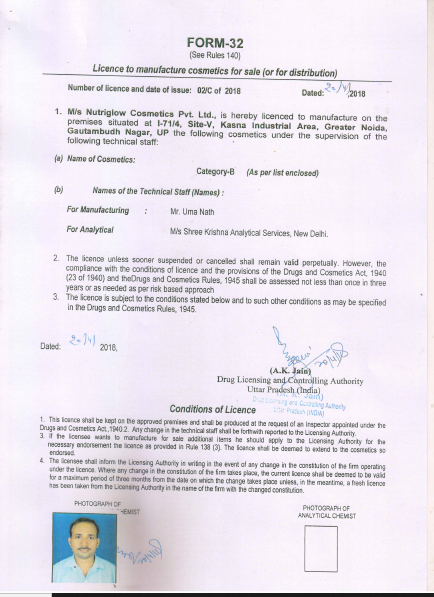 FORM-32
(See Rules 140)
Licence to manufacture cosmetics for sale (or for distribution)
Number of licence and date of issue: 02/C of 2018 Dated: 20/4/2018
1. M/s Nutriglow Cosmetics Pvt. Ltd., is hereby licenced to manufacture on the
premises situated at I-71/4, Site-V, Kasna Industrial Area, Greater Noida,
Gautambudh Nagar, UP the following cosmetics under the supervision of the
following technical staff:
(a) Name of Cosmetics:
Category-B (As per list enclosed)
(b) Names of the Technical Staff (Names) :
For Manufacturing : Mr. Uma Nath
For Analytical M/s Shree Krishna Analytical Services, New Delhi.
2. The licence unless sooner suspended or cancelled shall remain valid perpetually. However, the
compliance with the conditions of licence and the provisions of the Drugs and Cosmetics Act, 1940
(23 of 1940) and theDrugs and Cosmetics Rules, 1945 shall be assessed not less than once in three
years or as needed as per risk based approach
3. The licence is subject to the conditions stated below and to such other conditions as may be specified
in the Drugs and Cosmetics Rules, 1945.
Dated: 20/4/ 2018,
20/4/18
(A.K. Jain)
Drug Licensing and Controlling Authority
Uttar Pradesh (India)
(A. K. Jain)
Drug Licensing and Controlling Authority
Uttar Pradesh (INDIA)
Conditions of Licence
1. This licence shall be kept on the approved premises and shall be produced at the request of an Inspector appointed under the
Drugs and Cosmetics Act.,1940.2. Any change in the technical staff shall be forthwith reported to the Licensing Authority.
3. If the licensee wants to manufacture for sale additional items he should apply to the Licensing Authority for the
necessary endorsement the licence as provided in Rule 138 (3). The licence shall be deemed to extend to the cosmetics so
endorsed.
4. The licensee shall inform the Licensing Authority in writing in the event of any change in the constitution of the firm operating
under the licence. Where any change in the constitution of the firm takes place, the current licence shall be deemed to be valid
for a maximum period of three months from the date on which the change takes place unless, in the meantime, a fresh licence
has been taken from the Licensing Authority in the name of the firm with the changed constitution.
PHOTOGRAPH OF
HEMIST
PHOTOGRAPH OF
ANALYTICAL CHEMIST